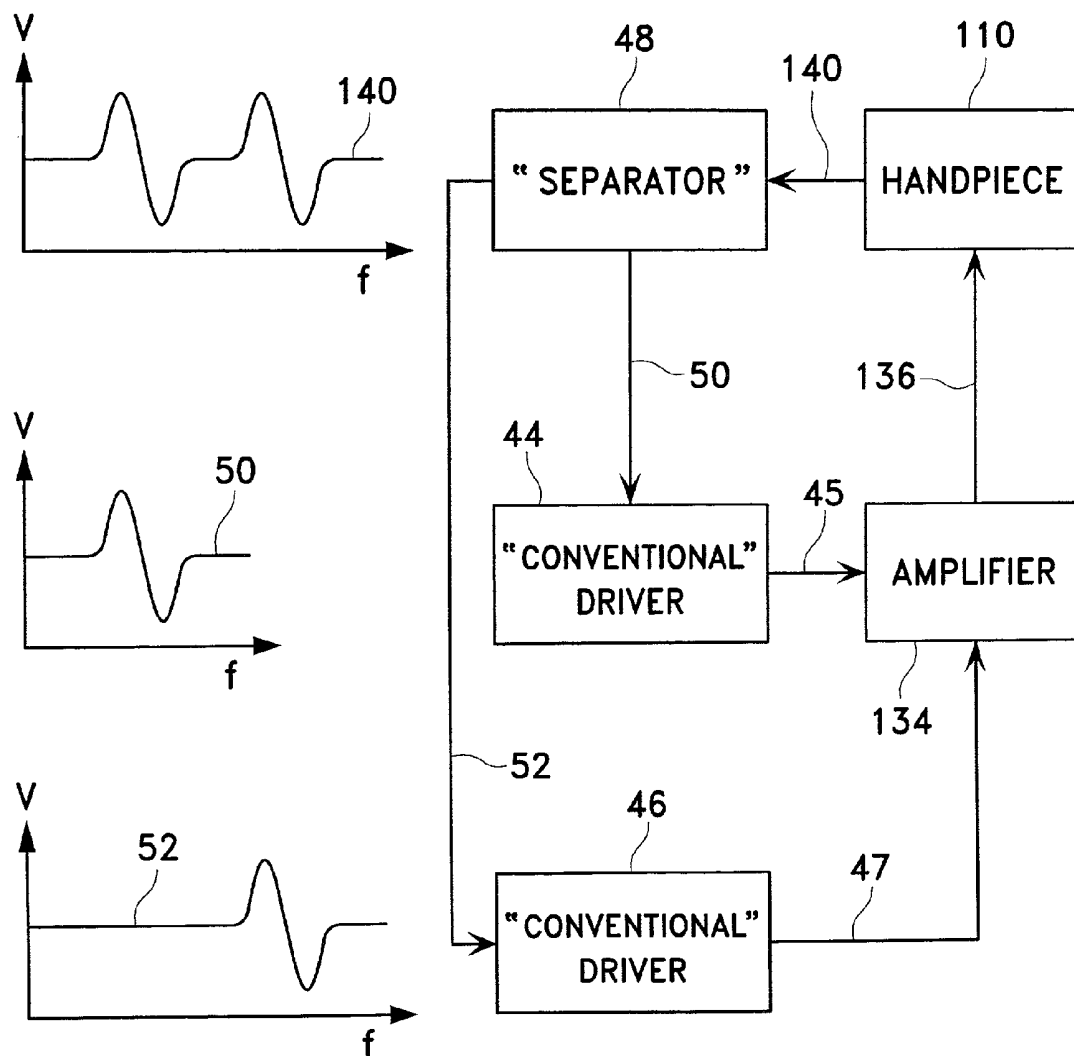 V
140
f
48
110
"SEPARATOR"
140
HANDPIECE
50
136
V
50
f
44
45
"CONVENTIONAL"
DRIVER
AMPLIFIER
134
52
V
52
f
46
47
"CONVENTIONAL"
DRIVER